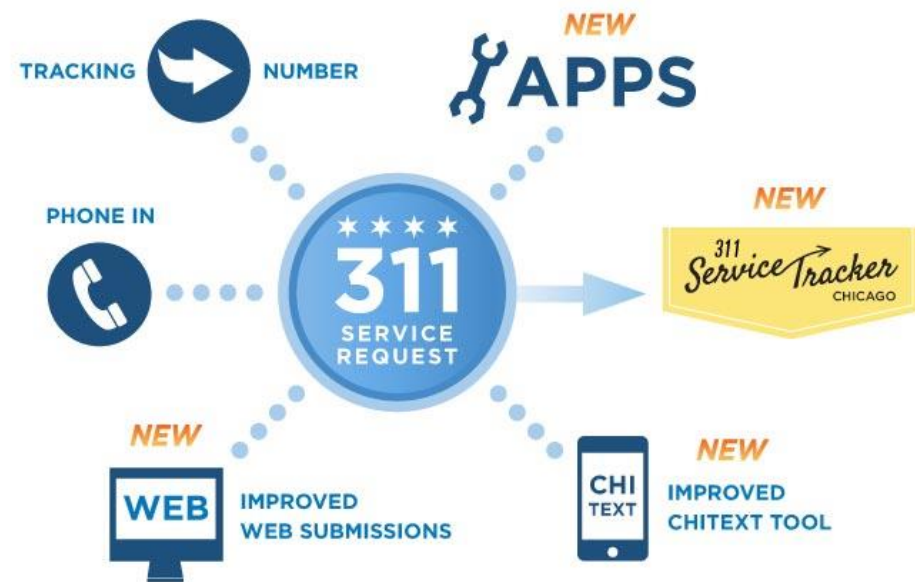 NEW
TRACKING NUMBER
APPS
PHONE IN
311
SERVICE
REQUEST
NEW
311
Service Tracker
CHICAGO
NEW
WEB
IMPROVED
WEB SUBMISSIONS
NEW
CHI
TEXT
IMPROVED
CHITEXT TOOL